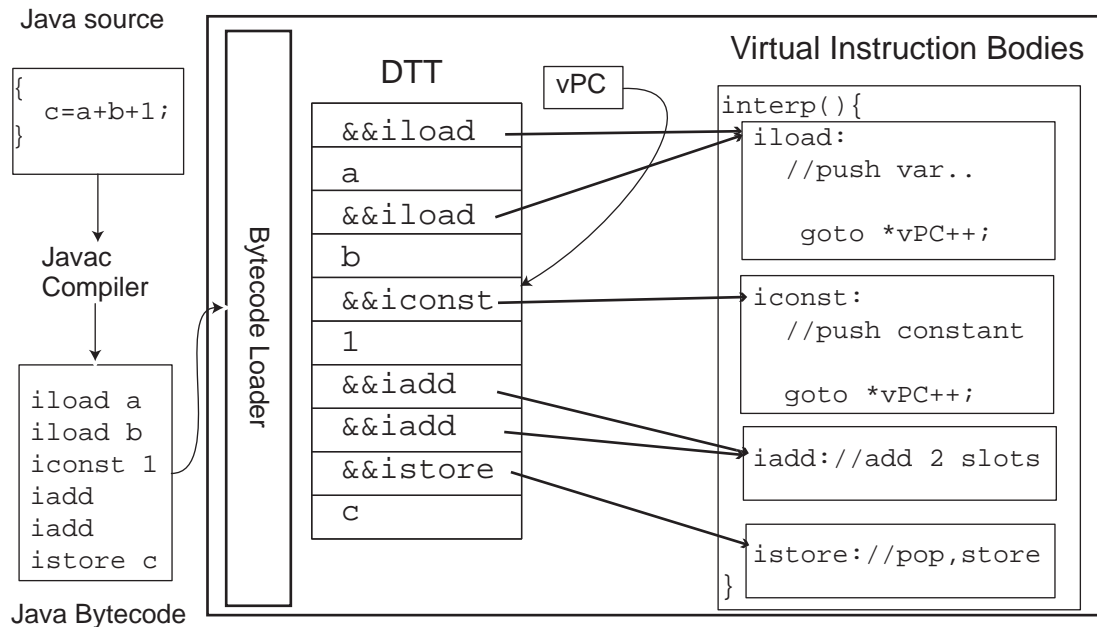 Java source
{
c=a+b+1;
}
Javac
Compiler
iload a
iload b
iconst 1
iadd
iadd
istore c
Java Bytecode
Bytecode Loader
DTT
&&iload
a
&&iload
b
&&iconst
1
&&iadd
&&iadd
&&istore
c
vPC
Virtual Instruction Bodies
interp(){
iload:
//push var..
goto *vPC++;
iconst:
//push constant
goto *vPC++;
iadd://add 2 slots
istore://pop,store
}